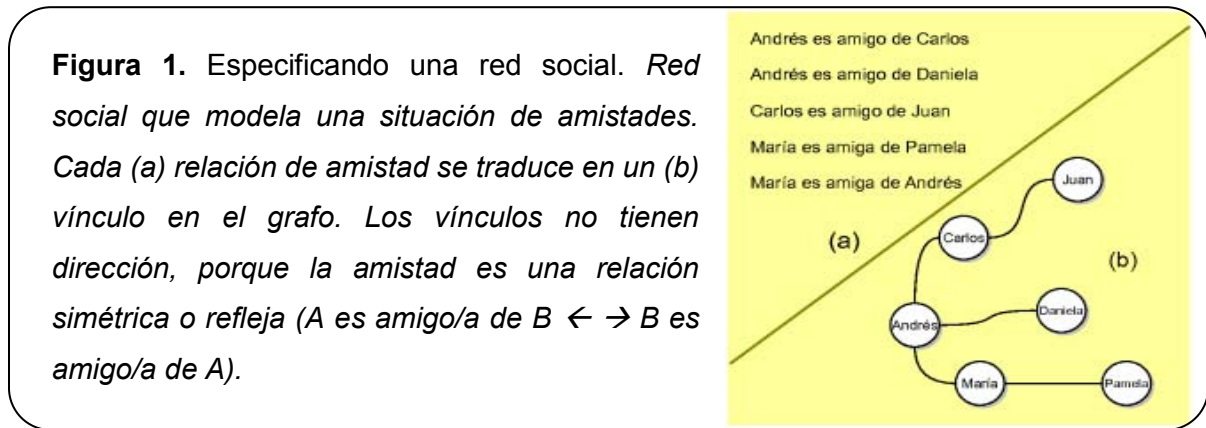 Figura 1. Especificando una red social. Red
social que modela una situación de amistades.
Cada (a) relación de amistad se traduce en un (b)
vínculo en el grafo. Los vínculos no tienen
dirección, porque la amistad es una relación
simétrica o refleja (A es amigo/a de B ← → B es
amigo/a de A).
Andrés es amigo de Carlos
Andrés es amigo de Daniela
Carlos es amigo de Juan
María es amiga de Pamela
María es amiga de Andrés
(a)
Juan
Carlos
(b)
Daniela
Andrés
María
Pamela